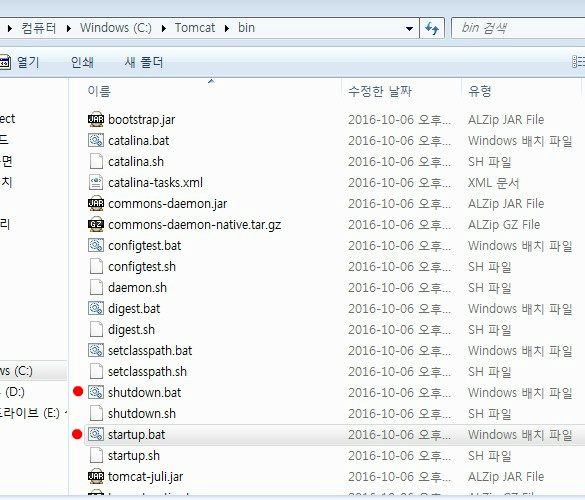 컴퓨터 ▸ Windows (C:) ▸ Tomcat ▸ bin
bin 검색
열기 인쇄 새 폴더
이름 수정한 날짜 유형
ect bootstrap.jar 2016-10-06 오후... ALZip JAR File
드 catalina.bat 2016-10-06 오후... Windows 배치 파일
면 catalina.sh 2016-10-06 오후... SH 파일
치 catalina-tasks.xml 2016-10-06 오후... XML 문서
commons-daemon.jar 2016-10-06 오후... ALZip JAR File
리 commons-daemon-native.tar.gz 2016-10-06 오후... ALZip GZ File
configtest.bat 2016-10-06 오후... Windows 배치 파일
configtest.sh 2016-10-06 오후... SH 파일
daemon.sh 2016-10-06 오후... SH 파일
digest.bat 2016-10-06 오후... Windows 배치 파일
digest.sh 2016-10-06 오후... SH 파일
setclasspath.bat 2016-10-06 오후... Windows 배치 파일
ws (C:) setclasspath.sh 2016-10-06 오후... SH 파일
(D:) shutdown.bat 2016-10-06 오후... Windows 배치 파일
드라이브 (E:) shutdown.sh 2016-10-06 오후... SH 파일
startup.bat 2016-10-06 오후... Windows 배치 파일
startup.sh 2016-10-06 오후... SH 파일
tomcat-juli.jar 2016-10-06 오후... ALZip JAR File